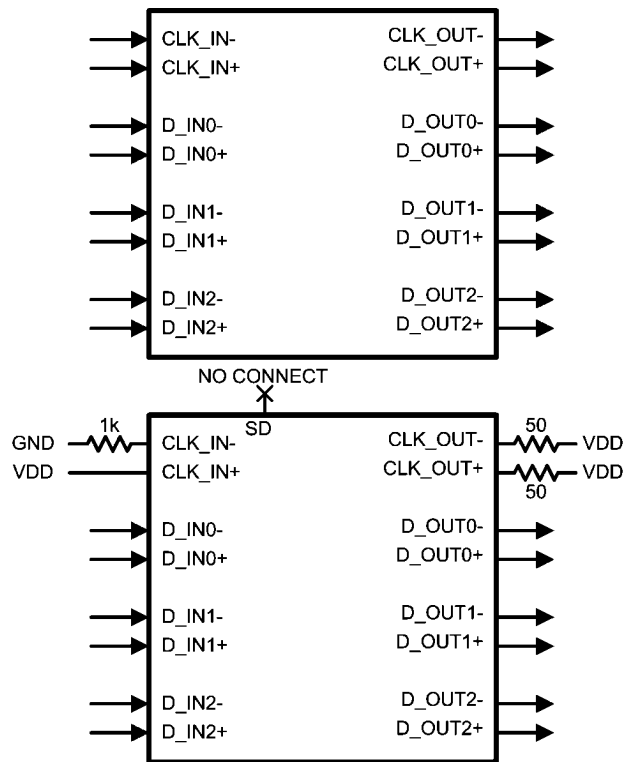 CLK_IN- CLK_OUT-
CLK_IN+ CLK_OUT+
D_IN0- D_OUT0-
D_IN0+ D_OUT0+
D_IN1- D_OUT1-
D_IN1+ D_OUT1+
D_IN2- D_OUT2-
D_IN2+ D_OUT2+
NO CONNECT
SD
1k 50
GND CLK_IN- CLK_OUT- VDD
VDD CLK_IN+ CLK_OUT+ VDD
50
D_IN0- D_OUT0-
D_IN0+ D_OUT0+
D_IN1- D_OUT1-
D_IN1+ D_OUT1+
D_IN2- D_OUT2-
D_IN2+ D_OUT2+